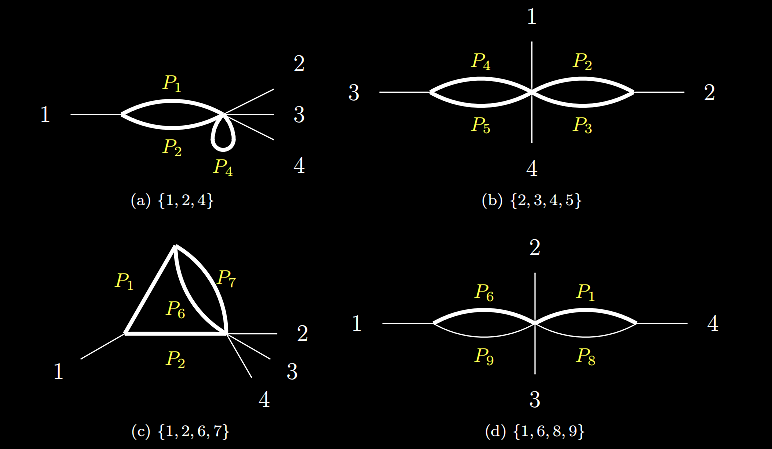 1
P₁
P₂
P₄
2
3
4
(a) {1, 2, 4}
1
3
P₄
P₂
2
P₅
P₃
4
(b) {2, 3, 4, 5}
P₁
P₇
P₆
P₂
1
2
3
4
(c) {1, 2, 6, 7}
2
P₆
P₁
1
4
P₉
P₈
3
(d) {1, 6, 8, 9}